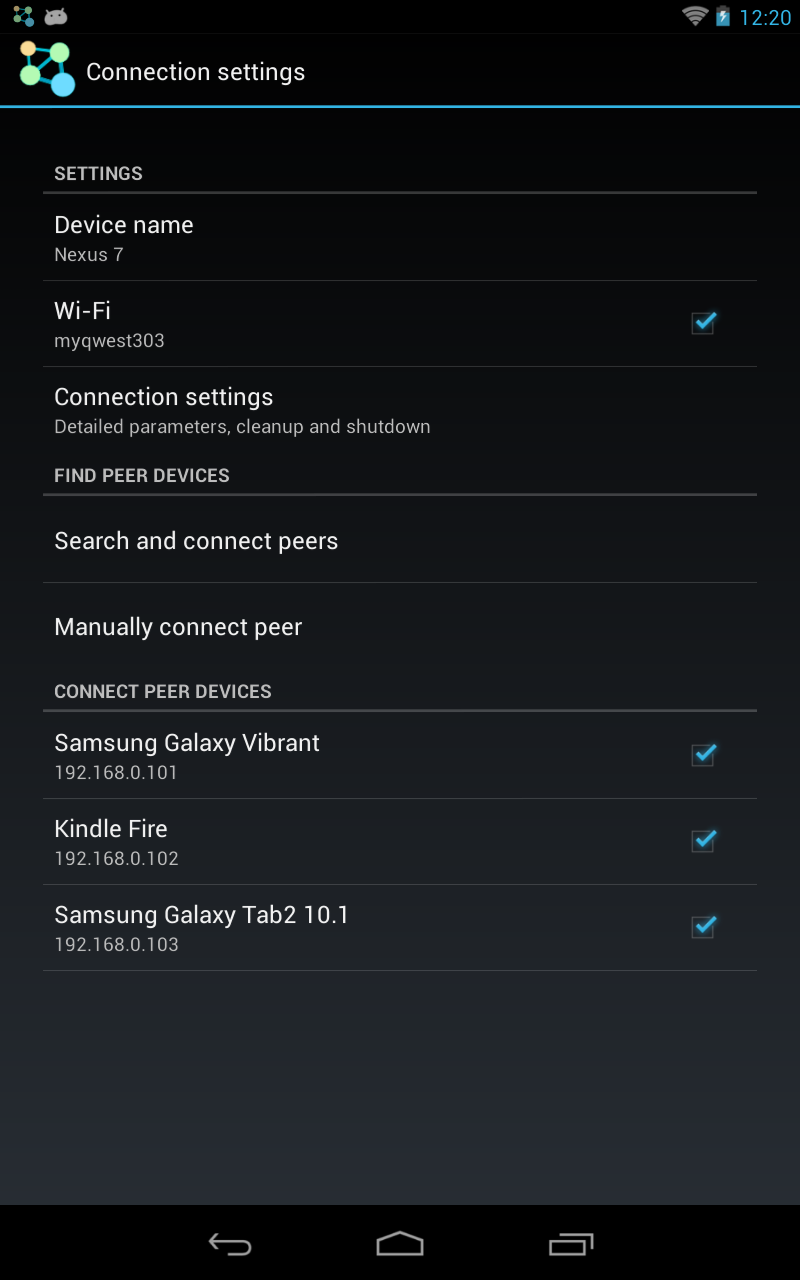 12:20
Connection settings
SETTINGS
Device name
Nexus 7
Wi-Fi
myqwest303
Connection settings
Detailed parameters, cleanup and shutdown
FIND PEER DEVICES
Search and connect peers
Manually connect peer
CONNECT PEER DEVICES
Samsung Galaxy Vibrant
192.168.0.101
Kindle Fire
192.168.0.102
Samsung Galaxy Tab2 10.1
192.168.0.103